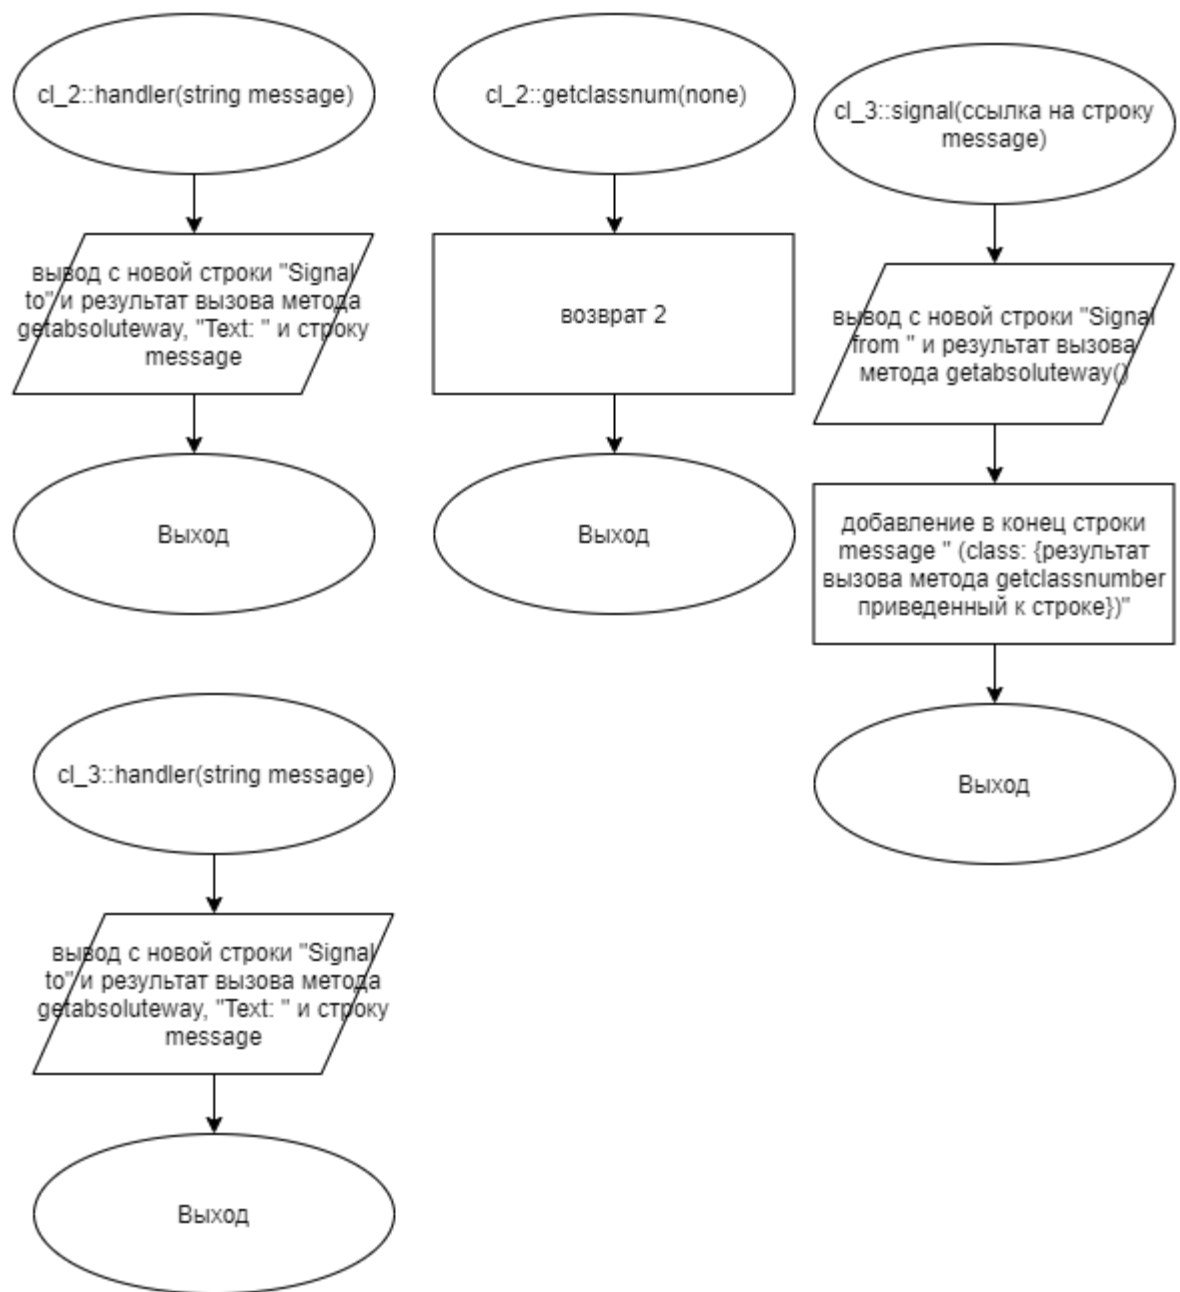 cl_2::handler(string message)
вывод с новой строки "Signal
to" и результат вызова метода
getabsoluteway, "Text: " и строку
message
Выход
cl_2::getclassnum(none)
возврат 2
Выход
cl_3::signal(ссылка на строку
message)
вывод с новой строки "Signal
from " и результат вызова
метода getabsoluteway()
добавление в конец строки
message " (class: {результат
вызова метода getclassnumber
приведенный к строке})"
Выход
cl_3::handler(string message)
вывод с новой строки "Signal
to" и результат вызова метода
getabsoluteway, "Text: " и строку
message
Выход